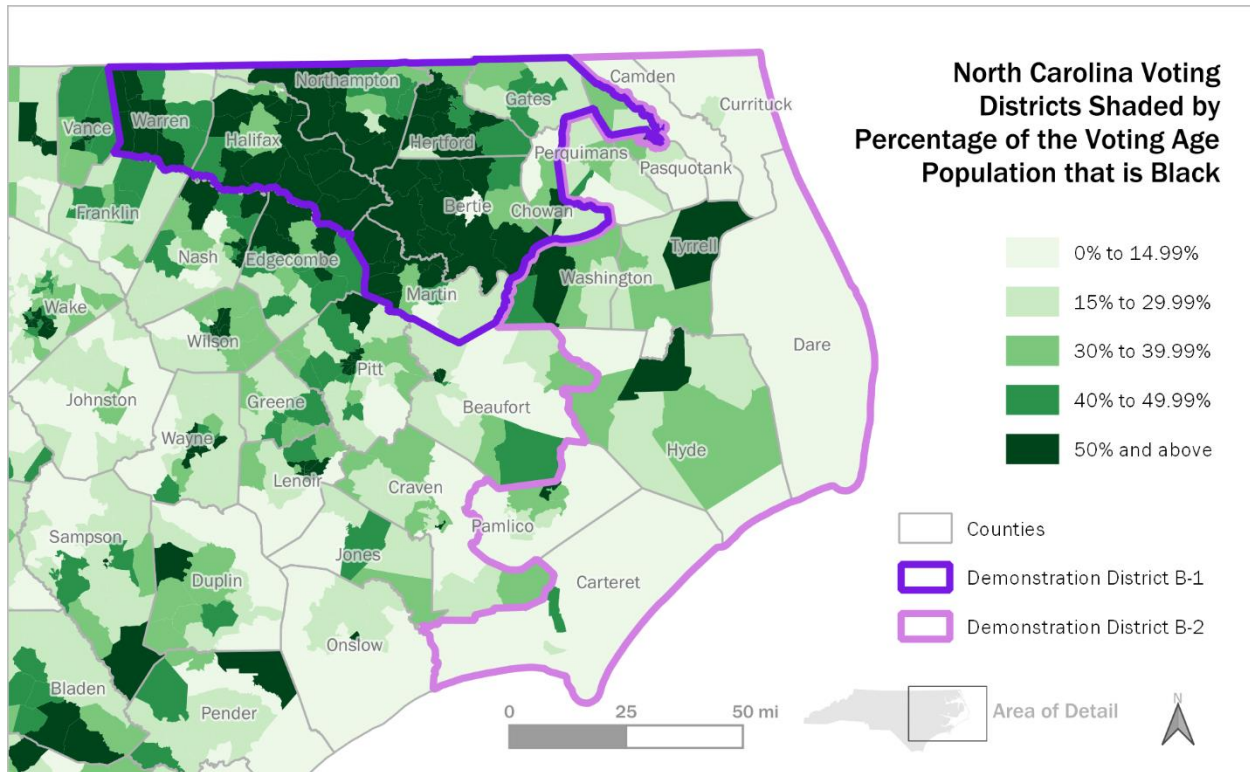 North Carolina Voting
Districts Shaded by
Percentage of the Voting Age
Population that is Black
0% to 14.99%
15% to 29.99%
30% to 39.99%
40% to 49.99%
50% and above
Counties
Demonstration District B-1
Demonstration District B-2
Area of Detail
N
0 25 50 mi
Camden
Currituck
Northampton
Gates
Vance
Warren
Halifax
Hertford
Perquimans
Pasquotank
Franklin
Bertie
Chowan
Nash
Edgecombe
Tyrrell
Washington
Martin
Wake
Wilson
Dare
Pitt
Johnston
Greene
Beaufort
Wayne
Hyde
Lenoir
Craven
Pamlico
Sampson
Jones
Duplin
Carteret
Onslow
Bladen
Pender